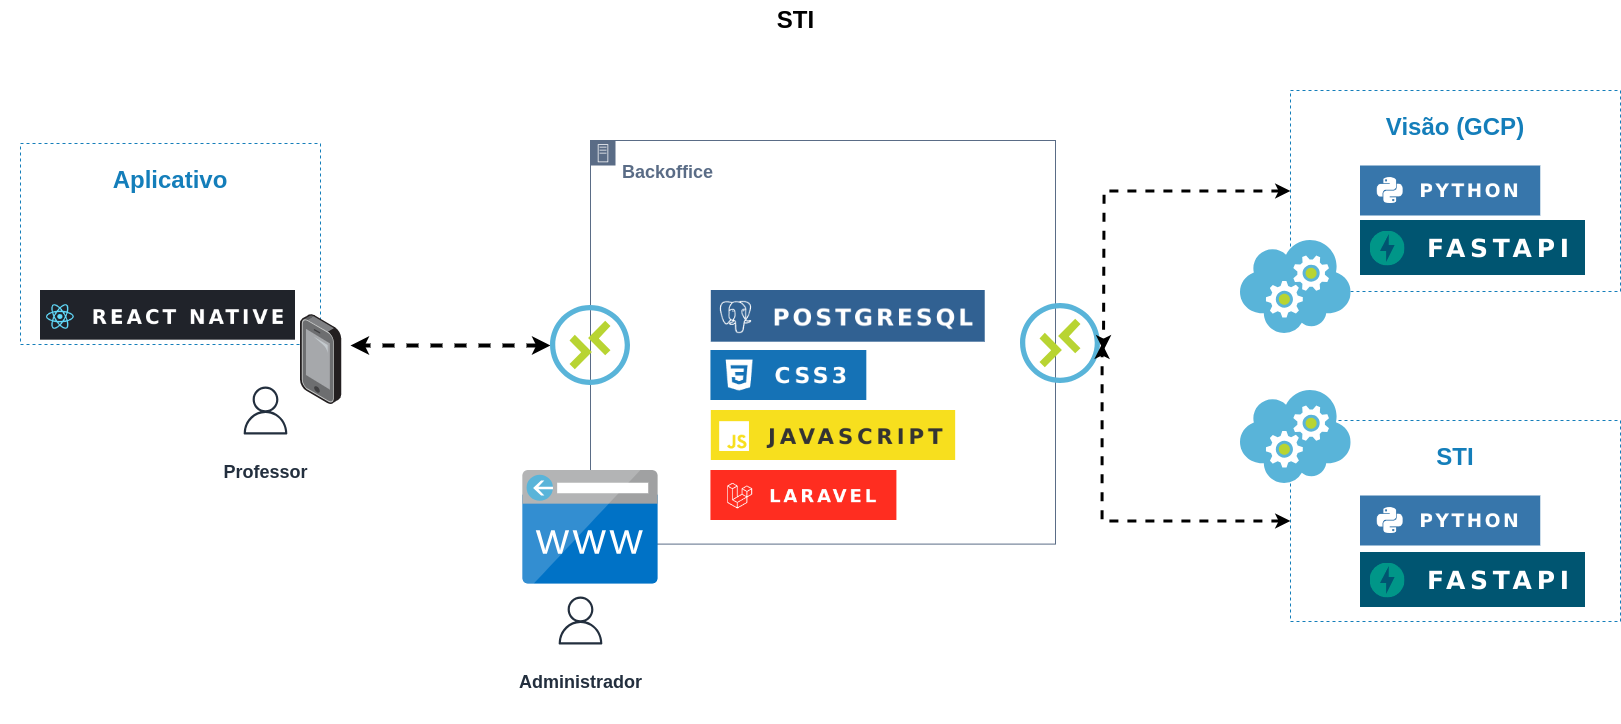 STI
Aplicativo
REACT NATIVE
Professor
Backoffice
POSTGRESQL
CSS3
JS JAVASCRIPT
LARAVEL
WWW
Administrador
Visão (GCP)
PYTHON
FASTAPI
STI
PYTHON
FASTAPI